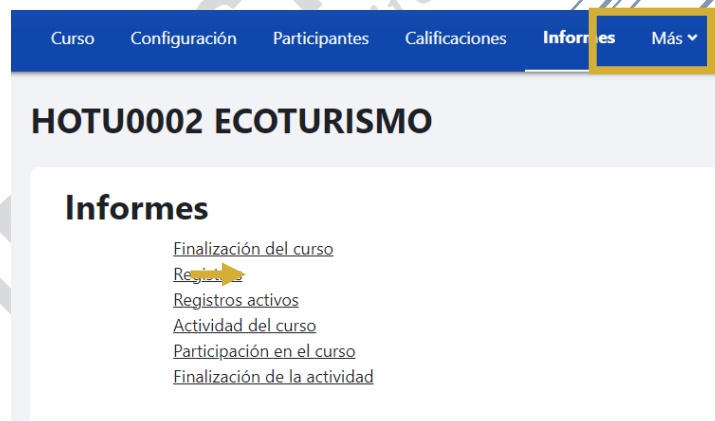 Curso Configuración Participantes Calificaciones Informes Más
HOTU0002 ECOTURISMO
Informes
Finalización del curso
Registros
Registros activos
Actividad del curso
Participación en el curso
Finalización de la actividad